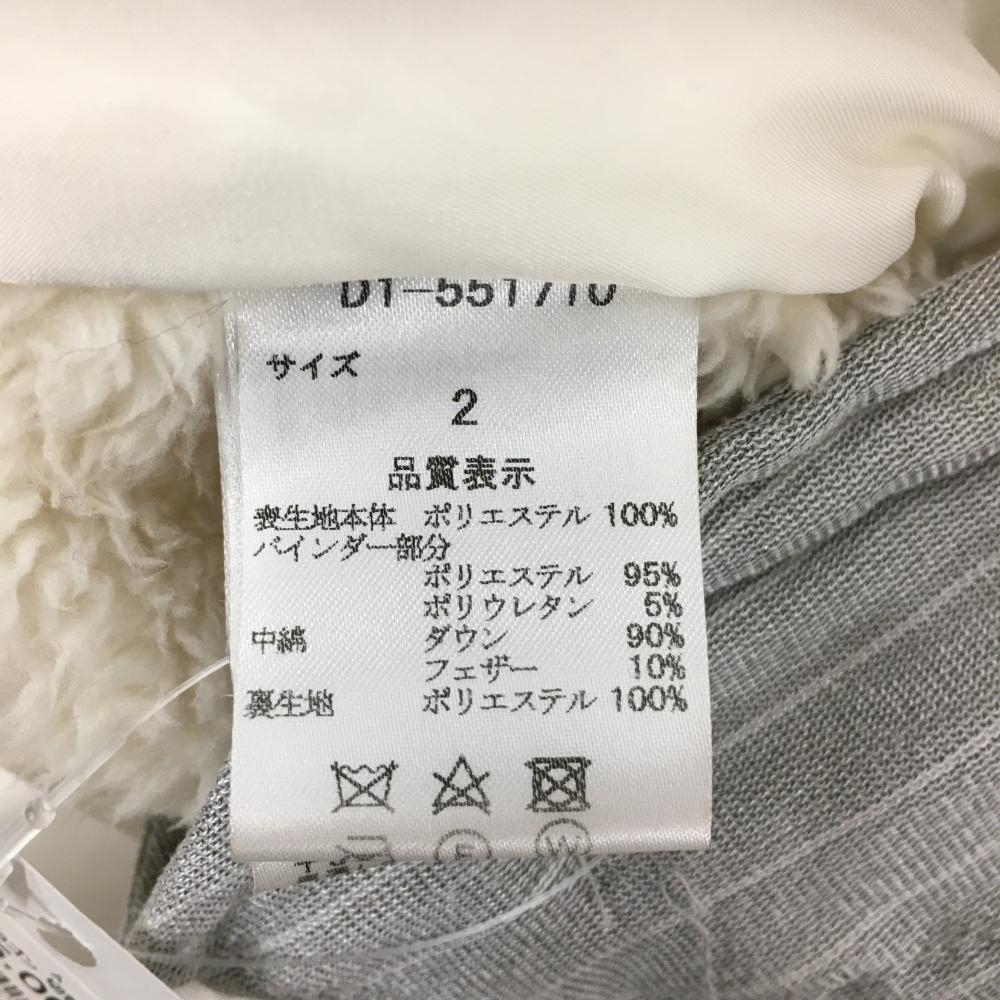 D1-551710
サイズ
2
品質表示
表生地本体 ポリエステル 100%
バインダー部分
ポリエステル 95%
ポリウレタン 5%
中綿 ダウン 90%
フェザー 10%
裏生地 ポリエステル 100%